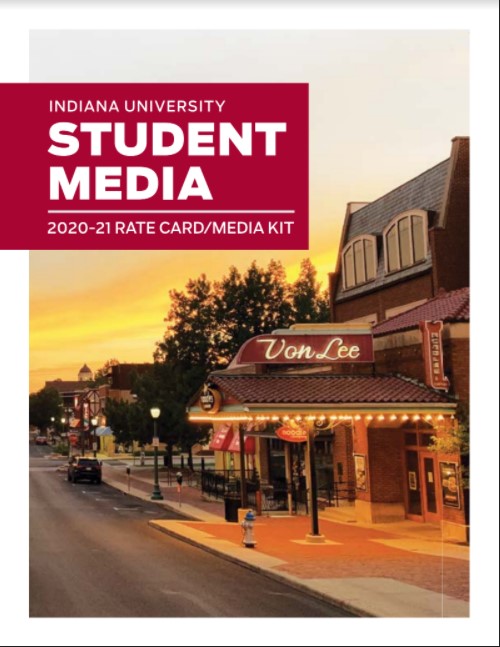 INDIANA UNIVERSITY
STUDENT
MEDIA
2020-21 RATE CARD/MEDIA KIT
Von Lee